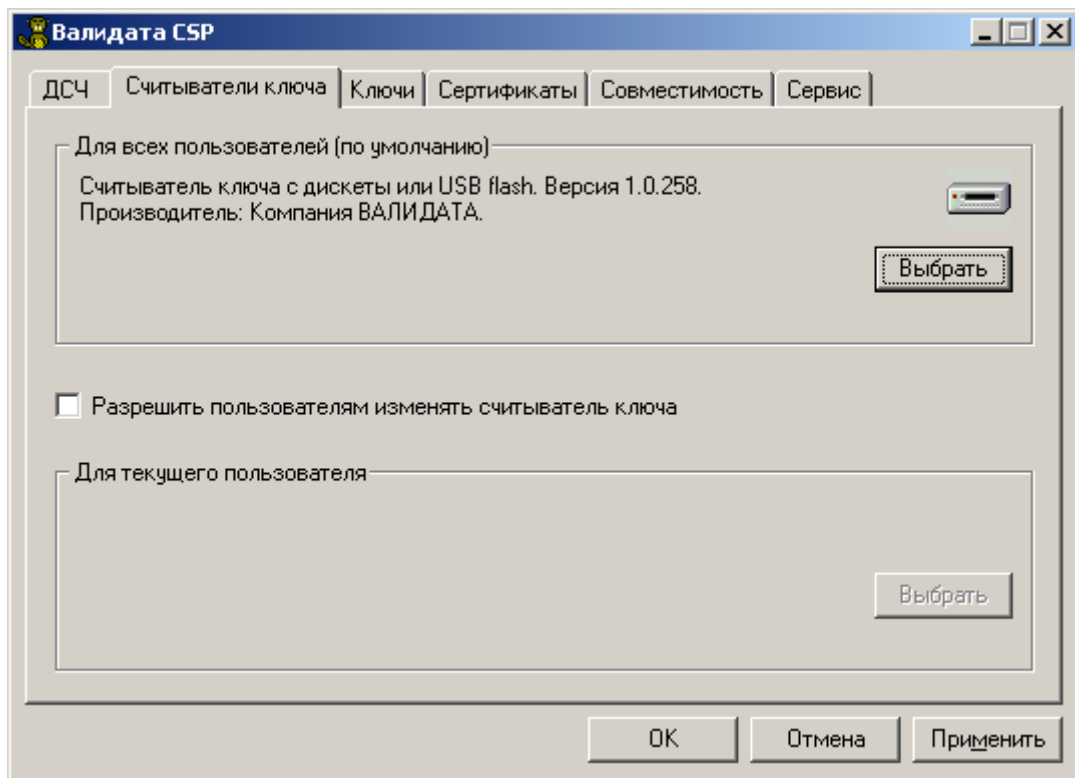 Валидата CSP
ДСЧ
Считыватели ключа
Ключи
Сертификаты
Совместимость
Сервис
Для всех пользователей (по умолчанию)
Считыватель ключа с дискеты или USB flash. Версия 1.0.258.
Производитель: Компания ВАЛИДАТА.
Выбрать
Разрешить пользователям изменять считыватель ключа
Для текущего пользователя
Выбрать
ОК
Отмена
Применить